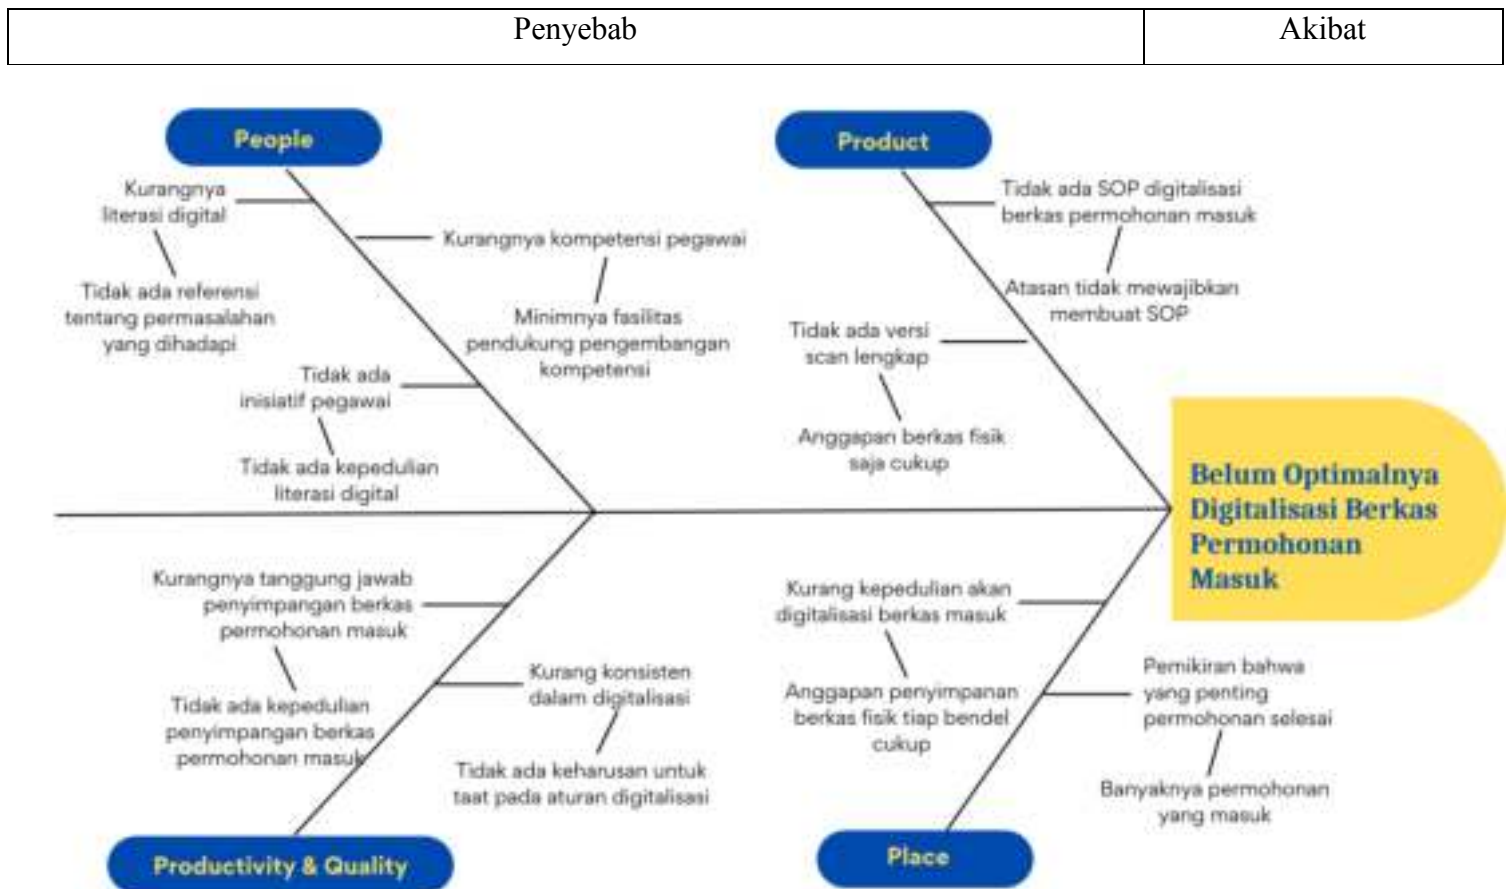 Penyebab
Akibat
People
Kurangnya
literasi digital
Tidak ada referensi
tentang permasalahan
yang dihadapi
Kurangnya kompetensi pegawai
Minimnya fasilitas
pendukung pengembangan
kompetensi
Tidak ada
inisiatif pegawai
Tidak ada kepedulian
literasi digital
Product
Tidak ada SOP digitalisasi
berkas permohonan masuk
Atasan tidak mewajibkan
membuat SOP
Tidak ada versi
scan lengkap
Anggapan berkas fisik
saja cukup
Belum Optimalnya
Digitalisasi Berkas
Permohonan
Masuk
Kurangnya tanggung jawab
penyimpangan berkas
permohonan masuk
Tidak ada kepedulian
penyimpangan berkas
permohonan masuk
Kurang konsisten
dalam digitalisasi
Tidak ada keharusan untuk
taat pada aturan digitalisasi
Productivity & Quality
Kurang kepedulian akan
digitalisasi berkas masuk
Anggapan penyimpanan
berkas fisik tiap bendel
cukup
Pemikiran bahwa
yang penting
permohonan selesai
Banyaknya permohonan
yang masuk
Place